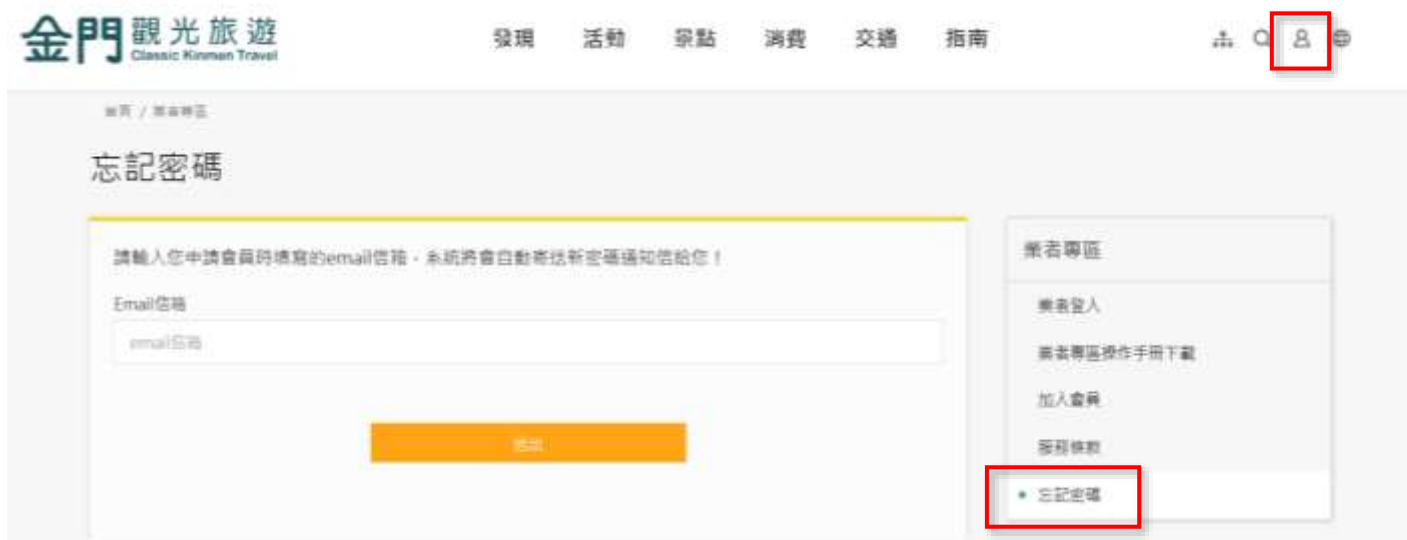 金門 觀光旅遊
Classic Kinmen Travel
發現 活動 景點 消費 交通 指南
首頁 / 業者專區
忘記密碼
請輸入您申請會員時填寫的email信箱，系統將會自動寄送新密碼通知信給您！
Email信箱
email信箱
送出
業者專區
業者登入
業者專區操作手冊下載
加入會員
服務條款
忘記密碼